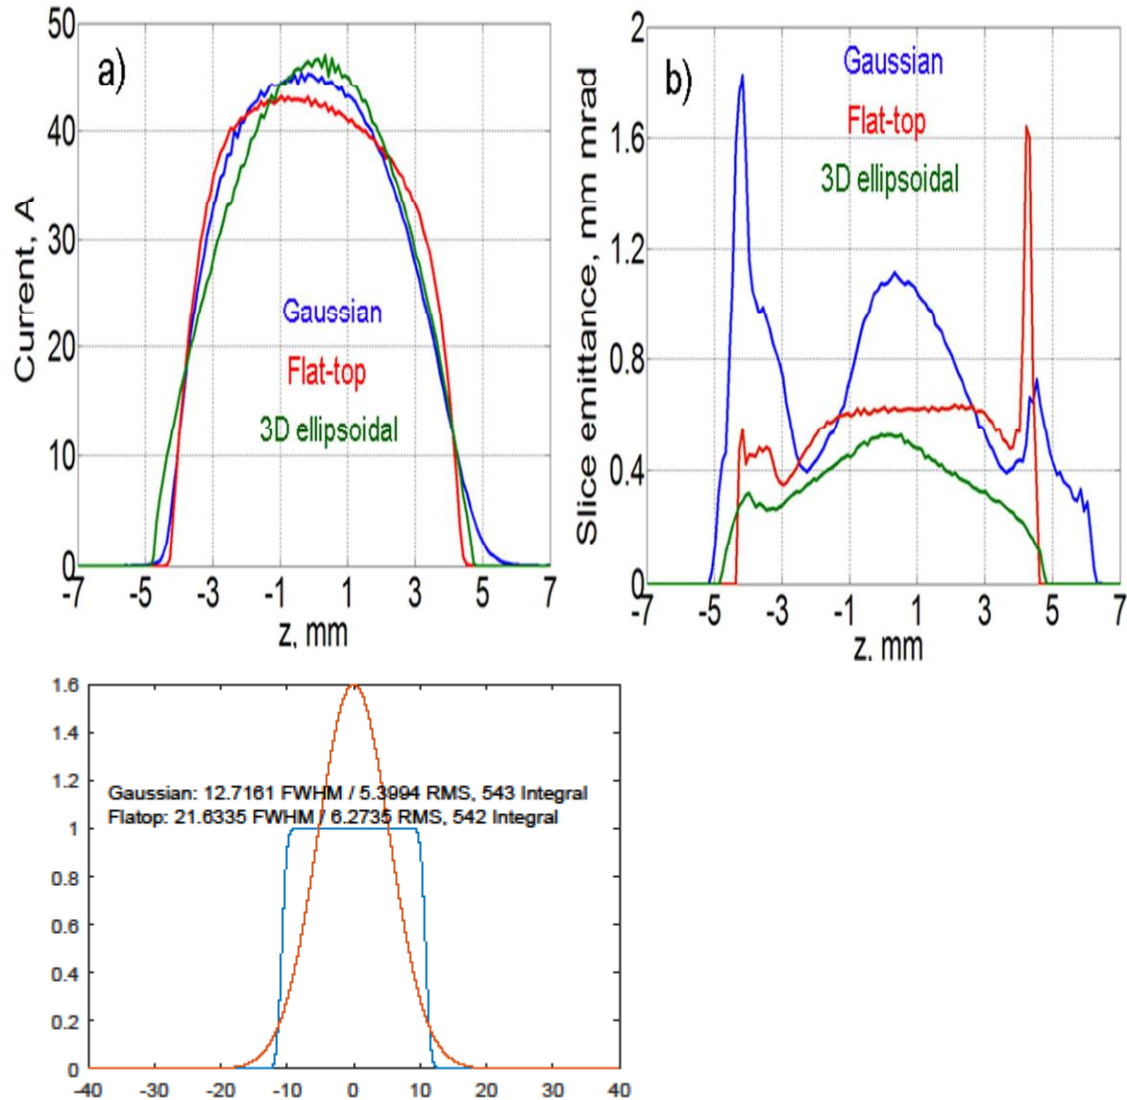 50
40
30
20
10
0
Current, A
a)
Gaussian
Flat-top
3D ellipsoidal
-7 -5 -3 -1 1 3 5 7
z, mm
2
1.6
1.2
0.8
0.4
0
Slice emittance, mm mrad
b)
Gaussian
Flat-top
3D ellipsoidal
-7 -5 -3 -1 1 3 5 7
z, mm
1.6
1.4
1.2
1
0.8
0.6
0.4
0.2
0
Gaussian: 12.7161 FWHM / 5.3994 RMS, 543 Integral
Flatop: 21.6335 FWHM / 6.2735 RMS, 542 Integral
-40 -30 -20 -10 0 10 20 30 40